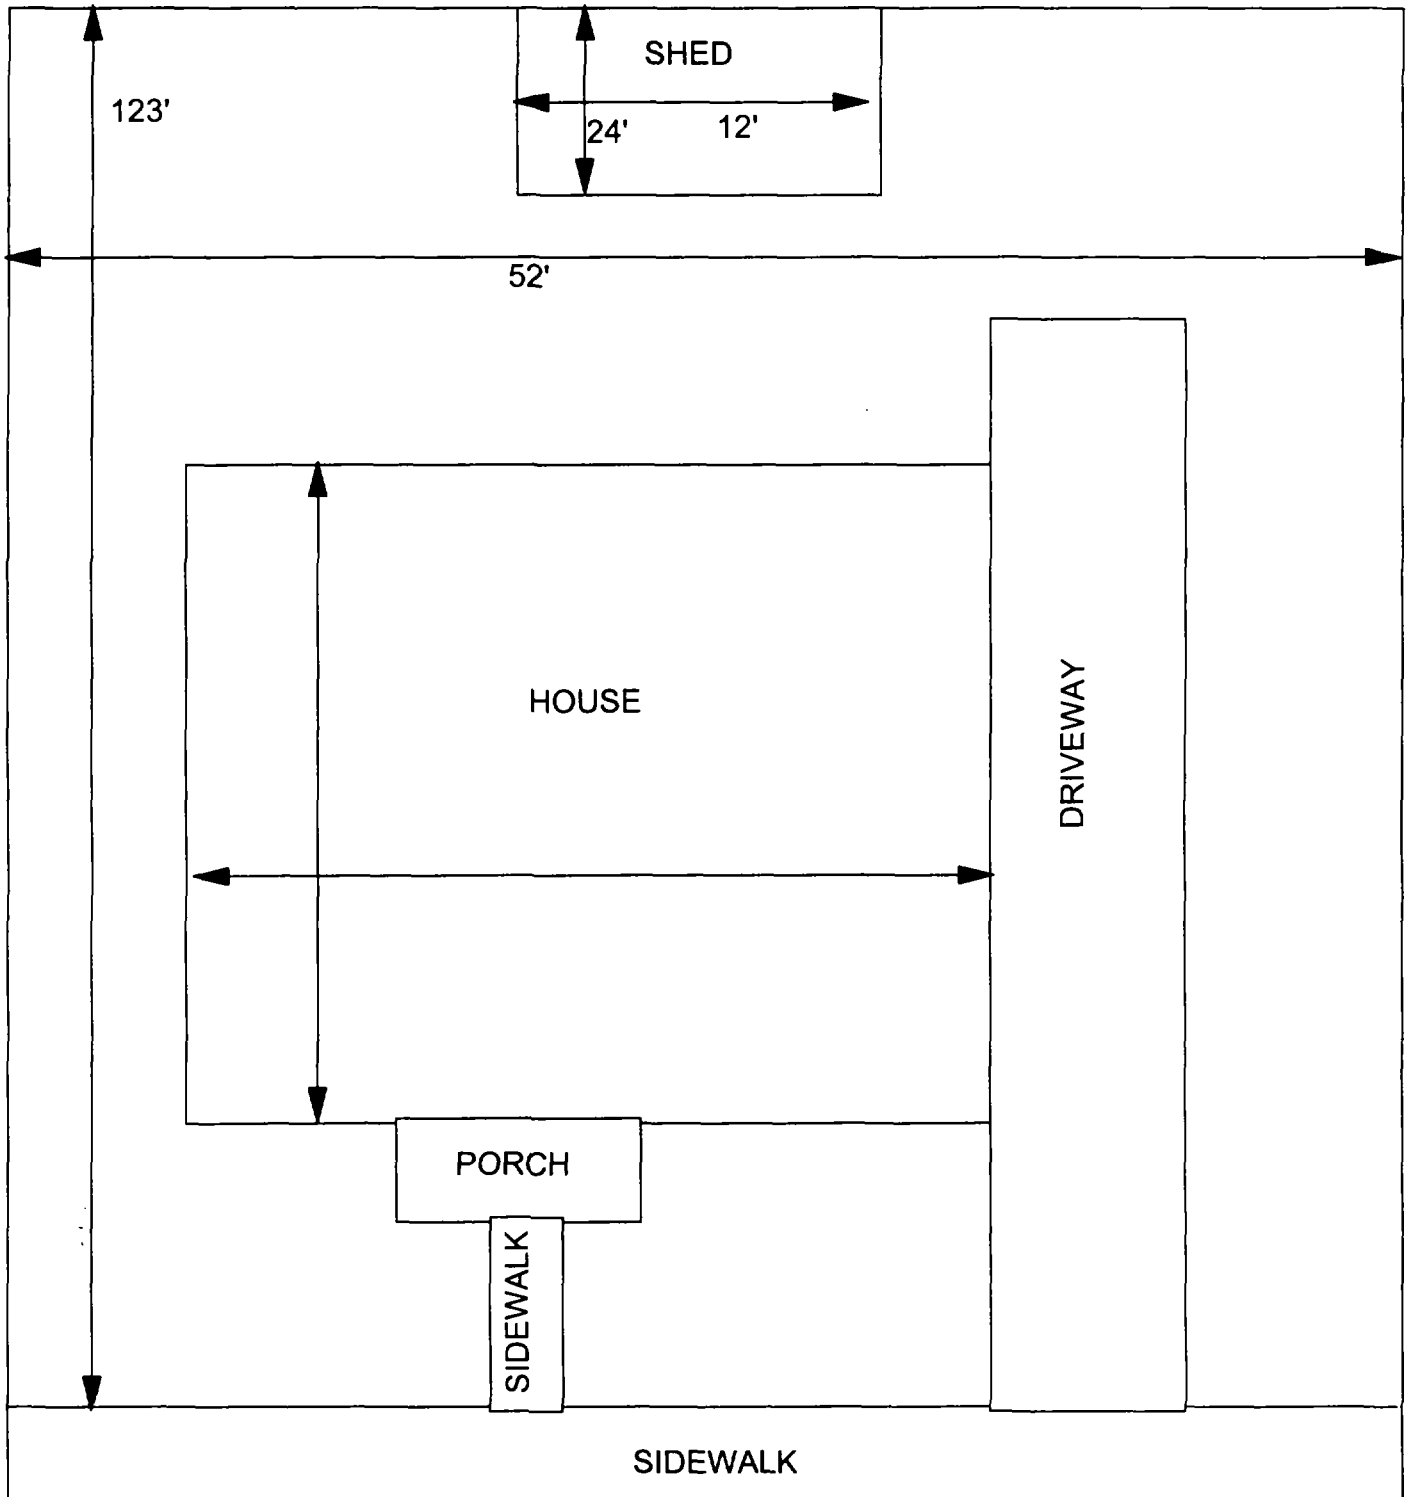 SHED
123'
24'
12'
52'
HOUSE
DRIVEWAY
PORCH
SIDEWALK
SIDEWALK